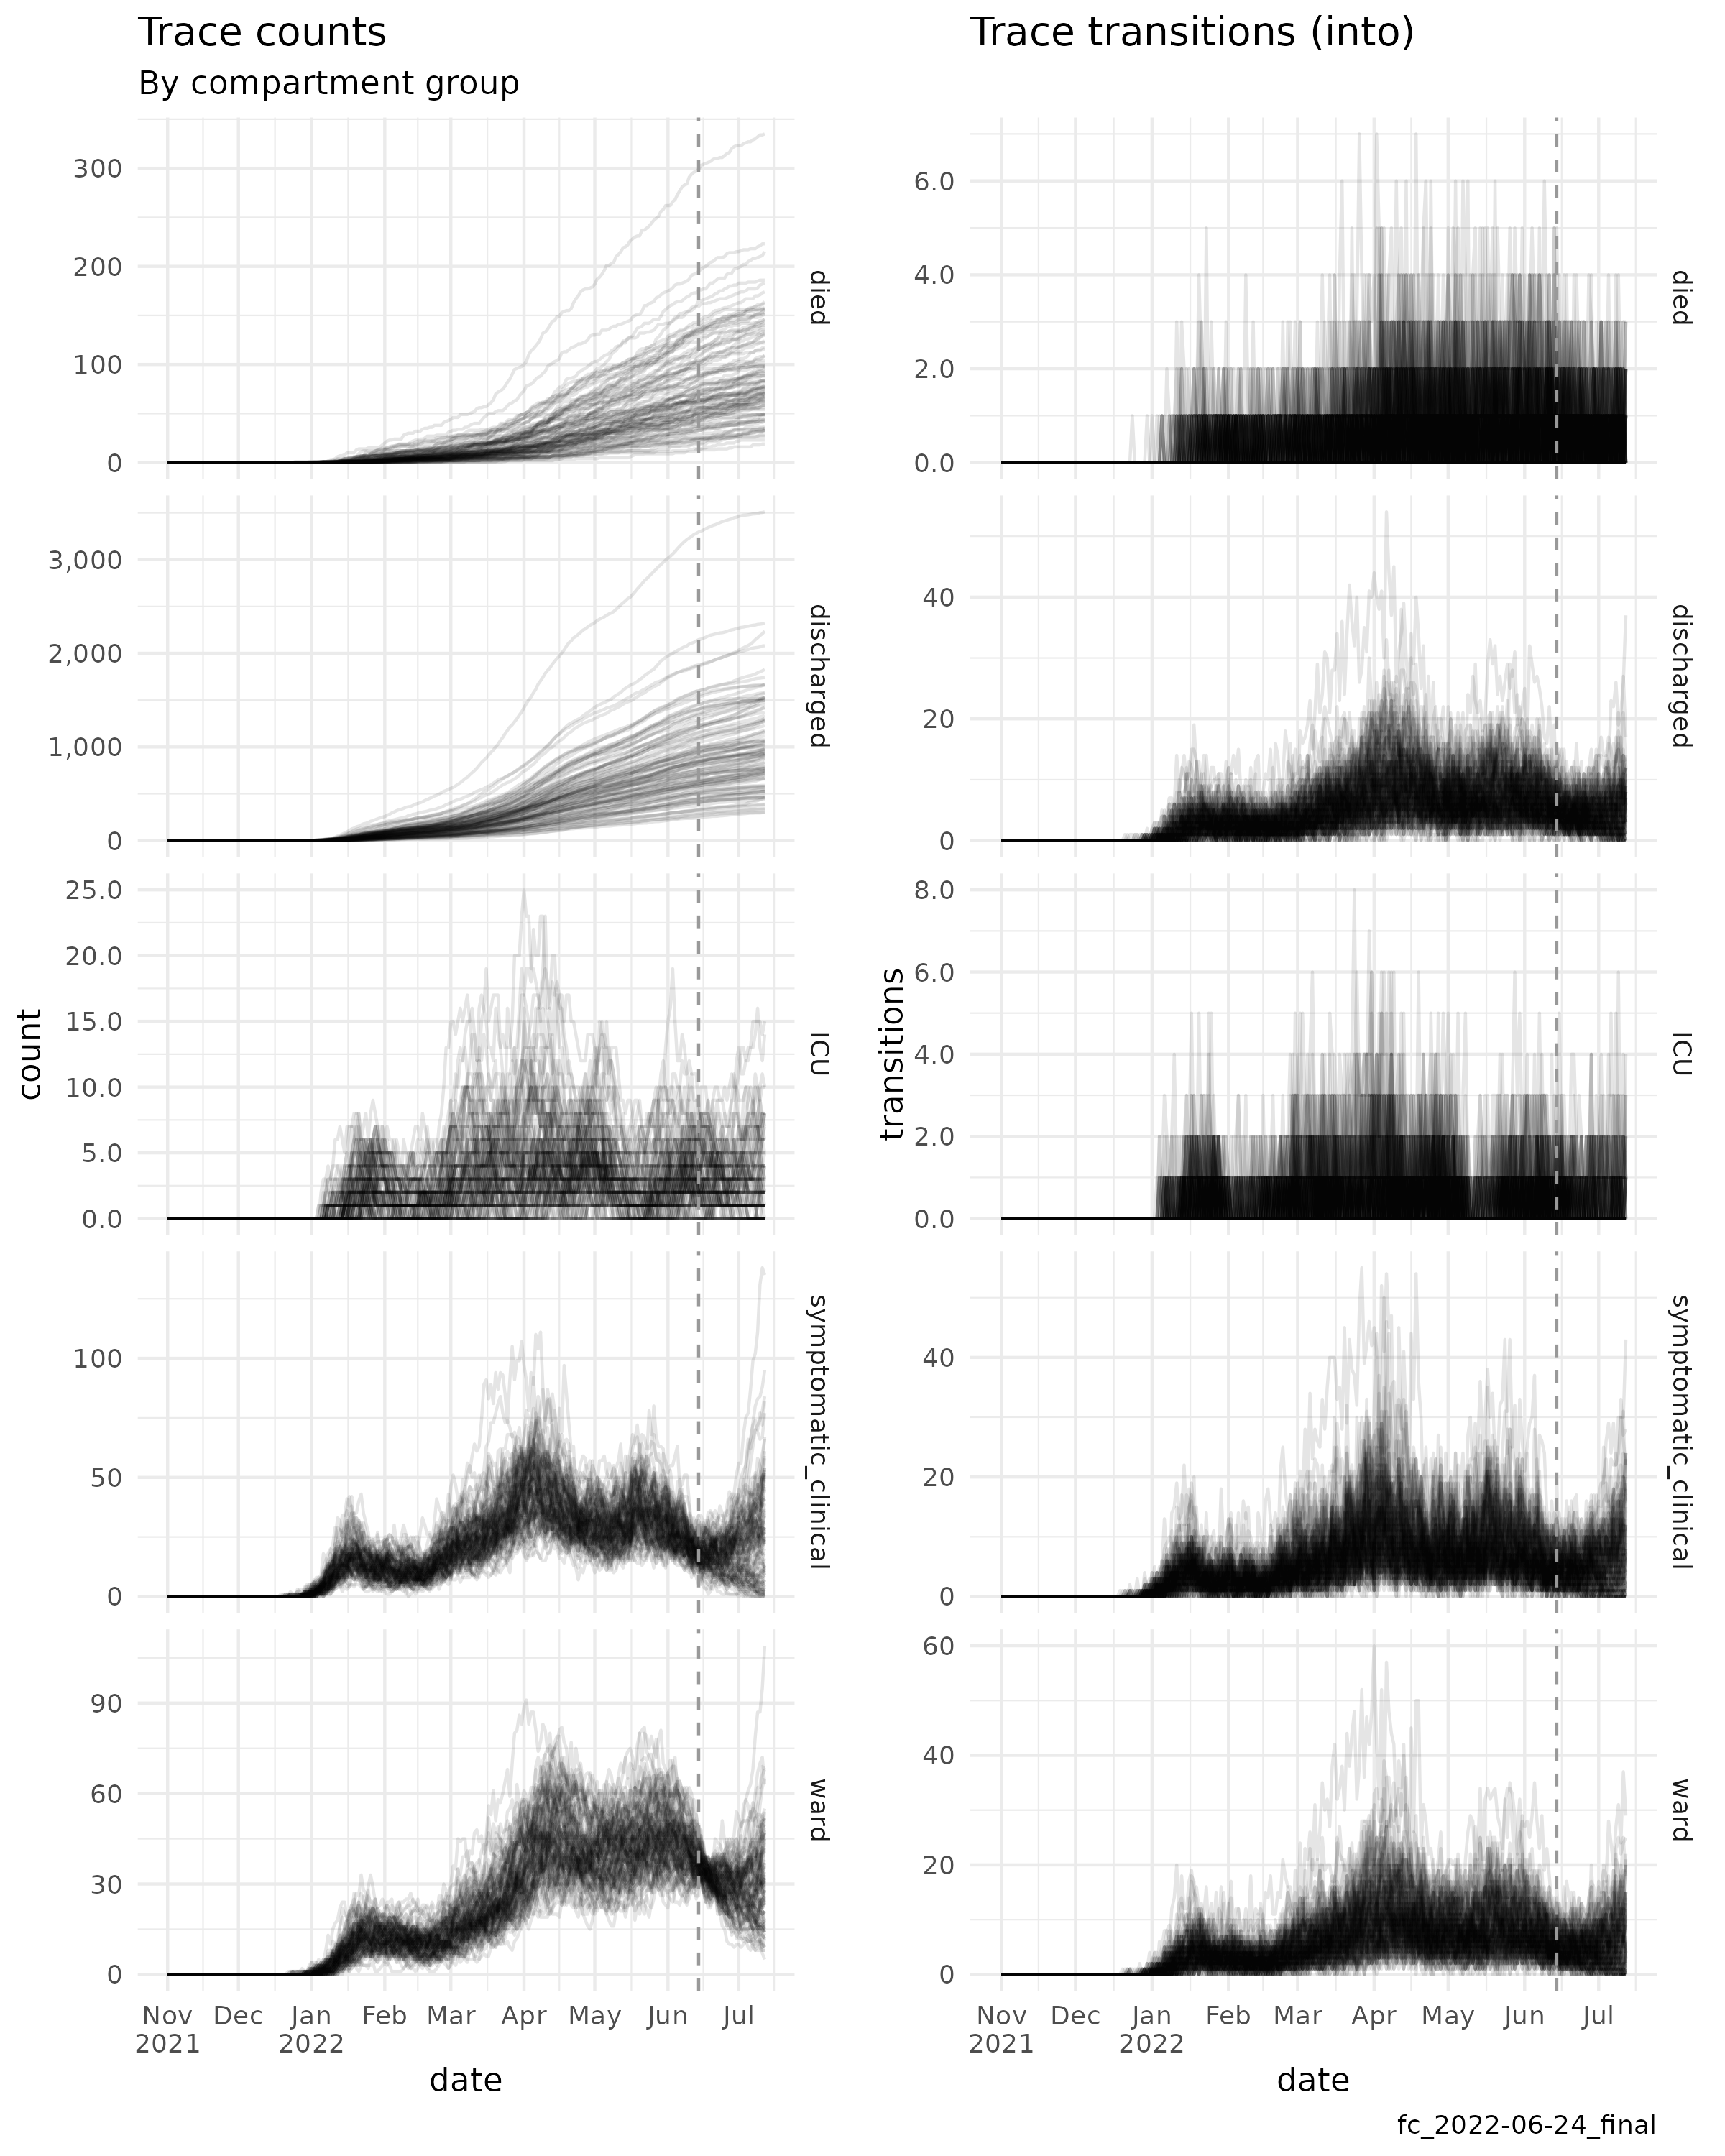 Trace counts
By compartment group
Trace transitions (into)
count
300
200
100
0
died
3,000
2,000
1,000
0
discharged
25.0
20.0
15.0
10.0
5.0
0.0
ICU
100
50
0
symptomatic_clinical
90
60
30
0
ward
Nov Dec Jan Feb Mar Apr May Jun Jul
2021 2022
date
transitions
6.0
4.0
2.0
0.0
died
40
20
0
discharged
8.0
6.0
4.0
2.0
0.0
ICU
40
20
0
symptomatic_clinical
60
40
20
0
ward
Nov Dec Jan Feb Mar Apr May Jun Jul
2021 2022
date
fc_2022-06-24_final